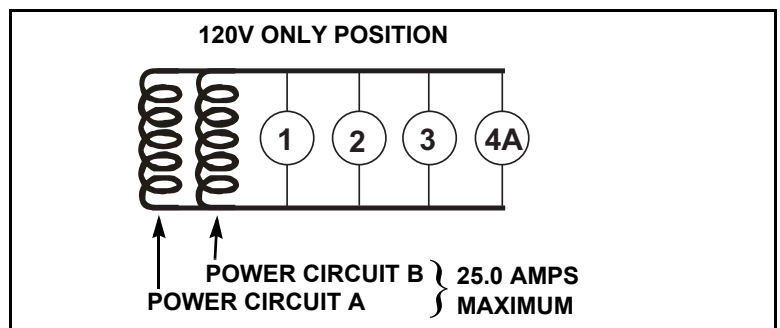 120V ONLY POSITION
1 2 3 4A
POWER CIRCUIT B } 25.0 AMPS
POWER CIRCUIT A } MAXIMUM